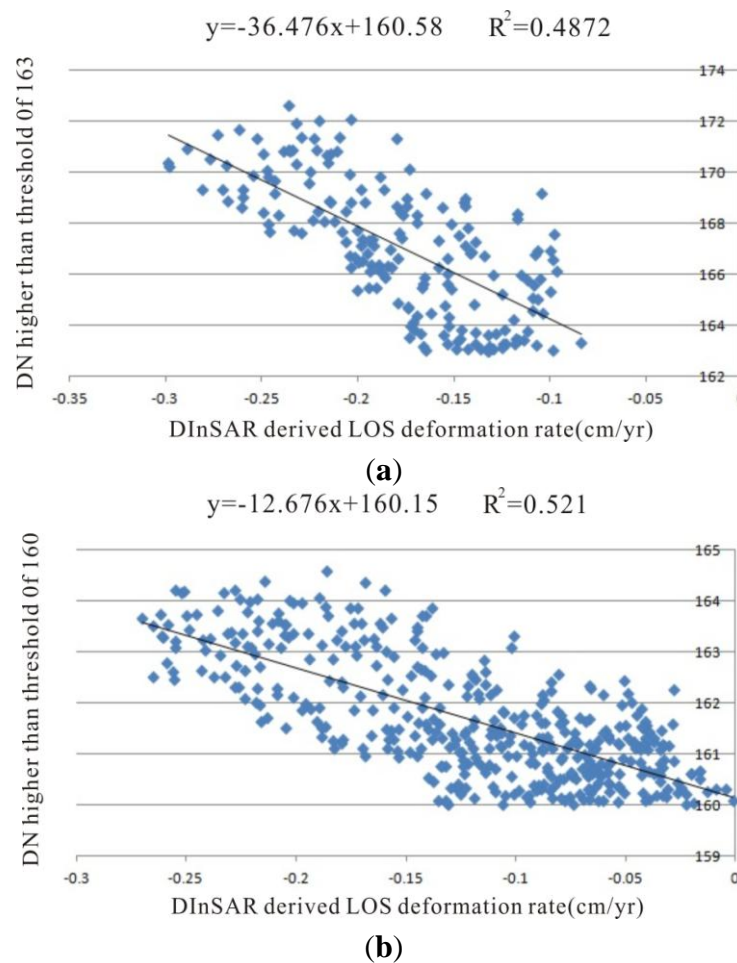 y=-36.476x+160.58 R²=0.4872
DN higher than threshold 0f 163
174
172
170
168
166
164
162
-0.35 -0.3 -0.25 -0.2 -0.15 -0.1 -0.05 0
DInSAR derived LOS deformation rate(cm/yr)
(a)
y=-12.676x+160.15 R²=0.521
DN higher than threshold 0f 160
165
164
163
162
161
160
159
-0.3 -0.25 -0.2 -0.15 -0.1 -0.05 0
DInSAR derived LOS deformation rate(cm/yr)
(b)